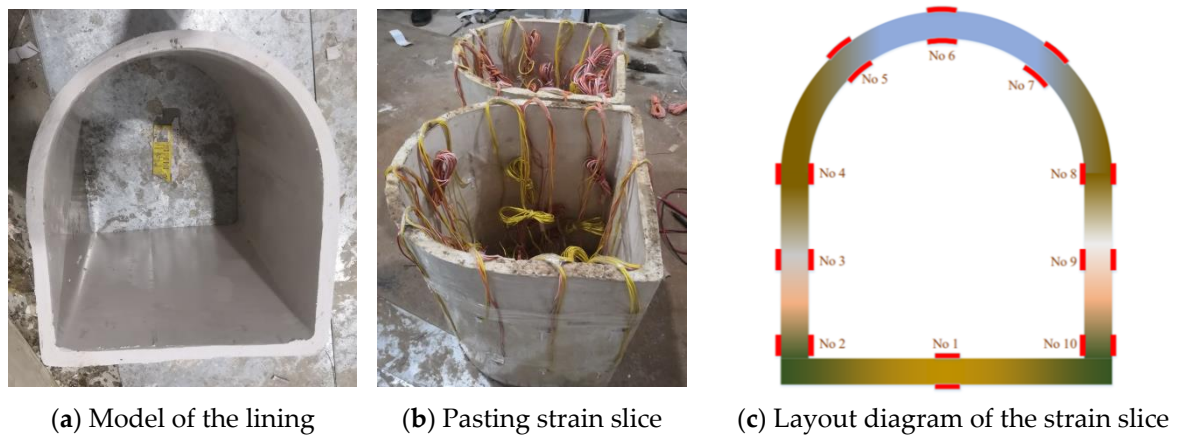 No 6
No 5
No 7
No 4
No 8
No 3
No 9
No 2
No 1
No 10
(a) Model of the lining
(b) Pasting strain slice
(c) Layout diagram of the strain slice